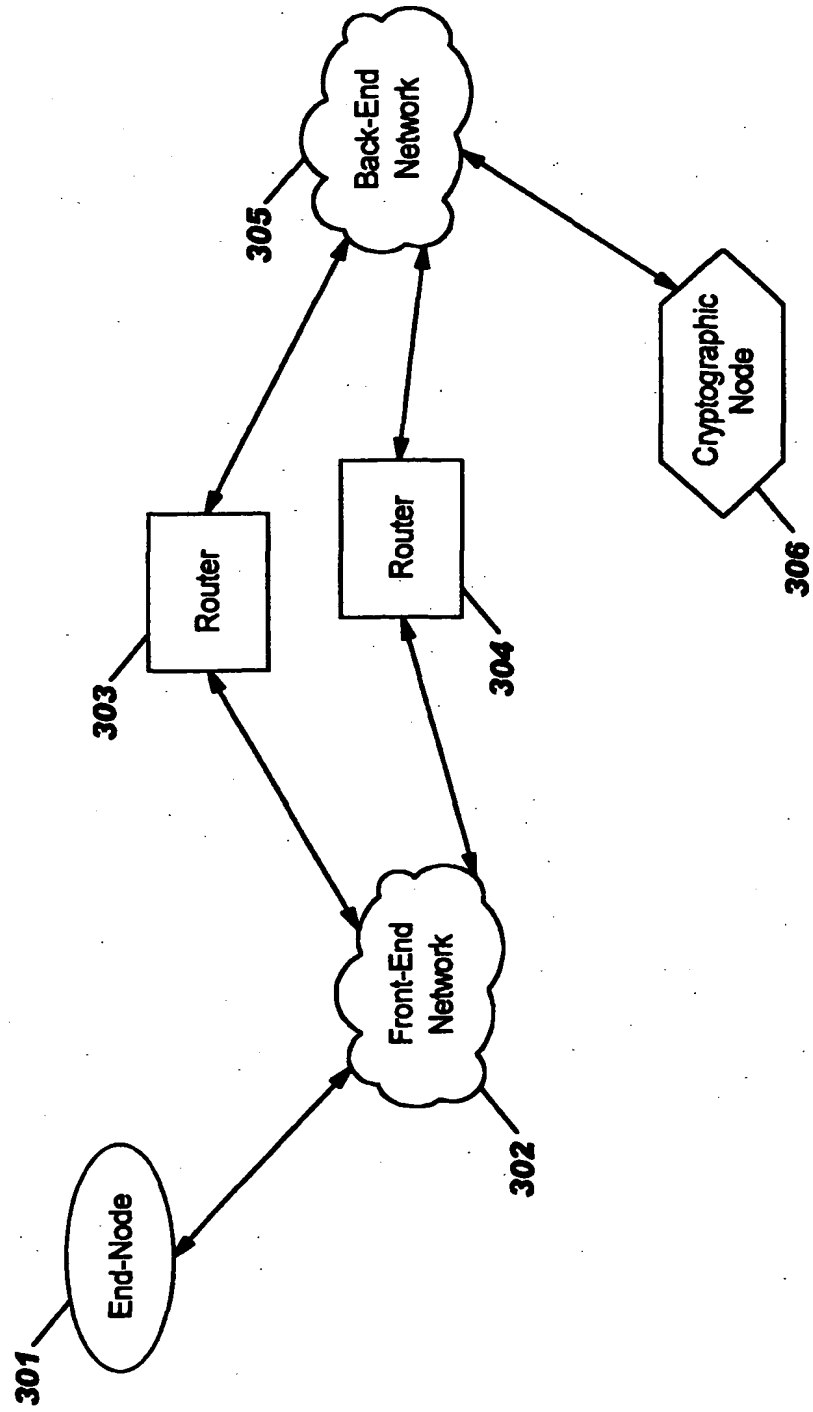 301
End-Node
302
Front-End
Network
303
Router
304
Router
305
Back-End
Network
306
Cryptographic
Node